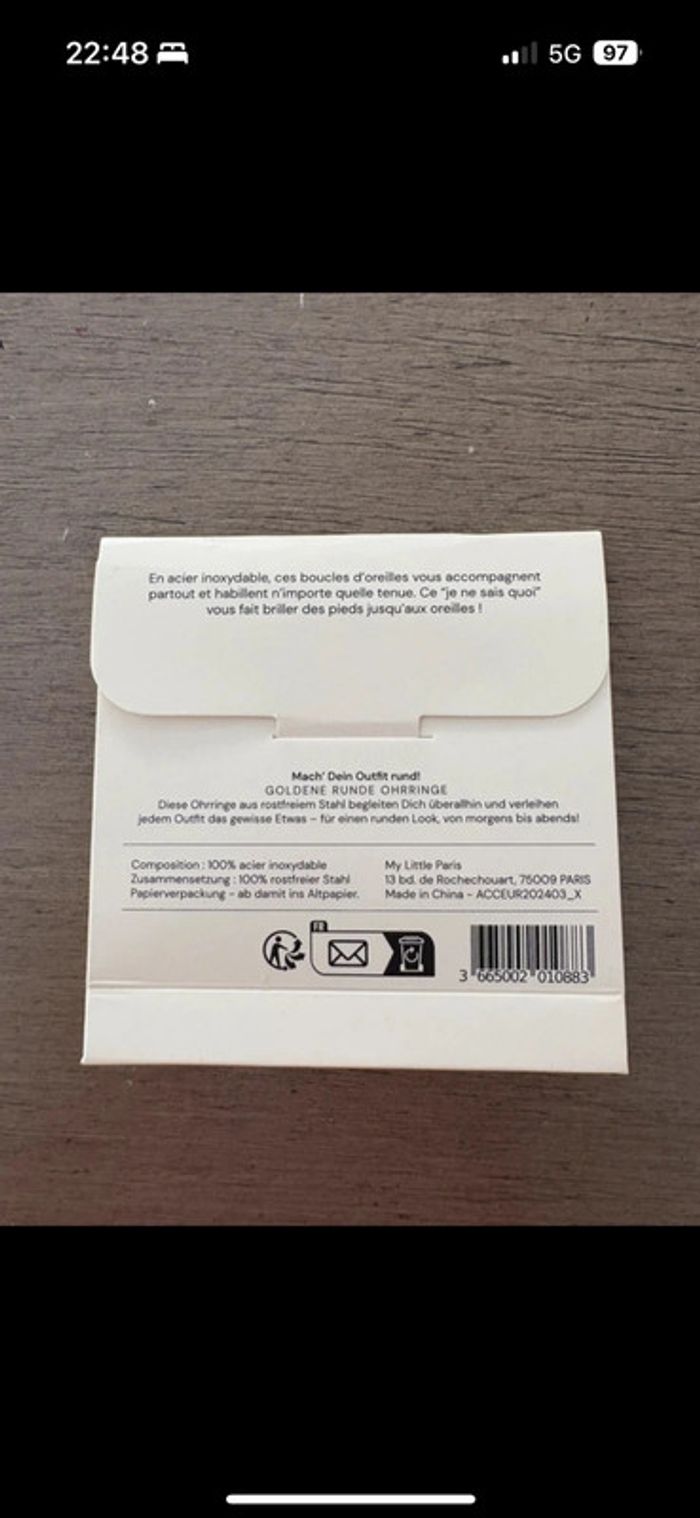 22:48
5G
97
En acier inoxydable, ces boucles d'oreilles vous accompagnent
partout et habillent n'importe quelle tenue. Ce "je ne sais quoi"
vous fait briller des pieds jusqu'aux oreilles !
Mach' Dein Outfit rund!
GOLDENE RUNDE OHRRINGE
Diese Ohrringe aus rostfreiem Stahl begleiten Dich überallhin und verleihen
jedem Outfit das gewisse Etwas – für einen runden Look, von morgens bis abends!
Composition : 100% acier inoxydable
Zusammensetzung : 100% rostfreier Stahl
Papierverpackung - ab damit ins Altpapier.
My Little Paris
13 bd. de Rochechouart, 75009 PARIS
Made in China - ACCEUR202403_X
FR
3 665002 010883